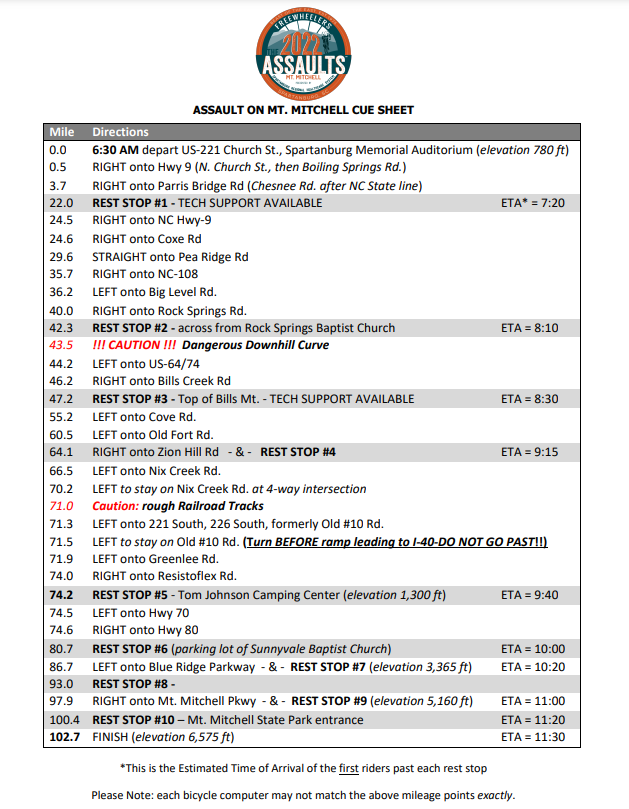 FREEWHEELERS
THE 2022
ASSAULTS
MT. MITCHELL
ASSAULT ON MT. MITCHELL CUE SHEET
Mile Directions
0.0 6:30 AM depart US-221 Church St., Spartanburg Memorial Auditorium (elevation 780 ft)
0.5 RIGHT onto Hwy 9 (N. Church St., then Boiling Springs Rd.)
3.7 RIGHT onto Parris Bridge Rd (Chesnee Rd. after NC State line)
22.0 REST STOP #1 - TECH SUPPORT AVAILABLE ETA* = 7:20
24.5 RIGHT onto NC Hwy-9
24.6 RIGHT onto Coxe Rd
29.6 STRAIGHT onto Pea Ridge Rd
35.7 RIGHT onto NC-108
36.2 LEFT onto Big Level Rd.
40.0 RIGHT onto Rock Springs Rd.
42.3 REST STOP #2 - across from Rock Springs Baptist Church ETA = 8:10
43.5 !!! CAUTION !!! Dangerous Downhill Curve
44.2 LEFT onto US-64/74
46.2 RIGHT onto Bills Creek Rd
47.2 REST STOP #3 - Top of Bills Mt. - TECH SUPPORT AVAILABLE ETA = 8:30
55.2 LEFT onto Cove Rd.
60.5 LEFT onto Old Fort Rd.
64.1 RIGHT onto Zion Hill Rd - & - REST STOP #4 ETA = 9:15
66.5 LEFT onto Nix Creek Rd.
70.2 LEFT to stay on Nix Creek Rd. at 4-way intersection
71.0 Caution: rough Railroad Tracks
71.3 LEFT onto 221 South, 226 South, formerly Old #10 Rd.
71.5 LEFT to stay on Old #10 Rd. (Turn BEFORE ramp leading to I-40-DO NOT GO PAST!!)
71.9 LEFT onto Greenlee Rd.
74.0 RIGHT onto Resistoflex Rd.
74.2 REST STOP #5 - Tom Johnson Camping Center (elevation 1,300 ft) ETA = 9:40
74.5 LEFT onto Hwy 70
74.6 RIGHT onto Hwy 80
80.7 REST STOP #6 (parking lot of Sunnyvale Baptist Church) ETA = 10:00
86.7 LEFT onto Blue Ridge Parkway - & - REST STOP #7 (elevation 3,365 ft) ETA = 10:20
93.0 REST STOP #8 -
97.9 RIGHT onto Mt. Mitchell Pkwy - & - REST STOP #9 (elevation 5,160 ft) ETA = 11:00
100.4 REST STOP #10 – Mt. Mitchell State Park entrance ETA = 11:20
102.7 FINISH (elevation 6,575 ft) ETA = 11:30
*This is the Estimated Time of Arrival of the first riders past each rest stop
Please Note: each bicycle computer may not match the above mileage points exactly.